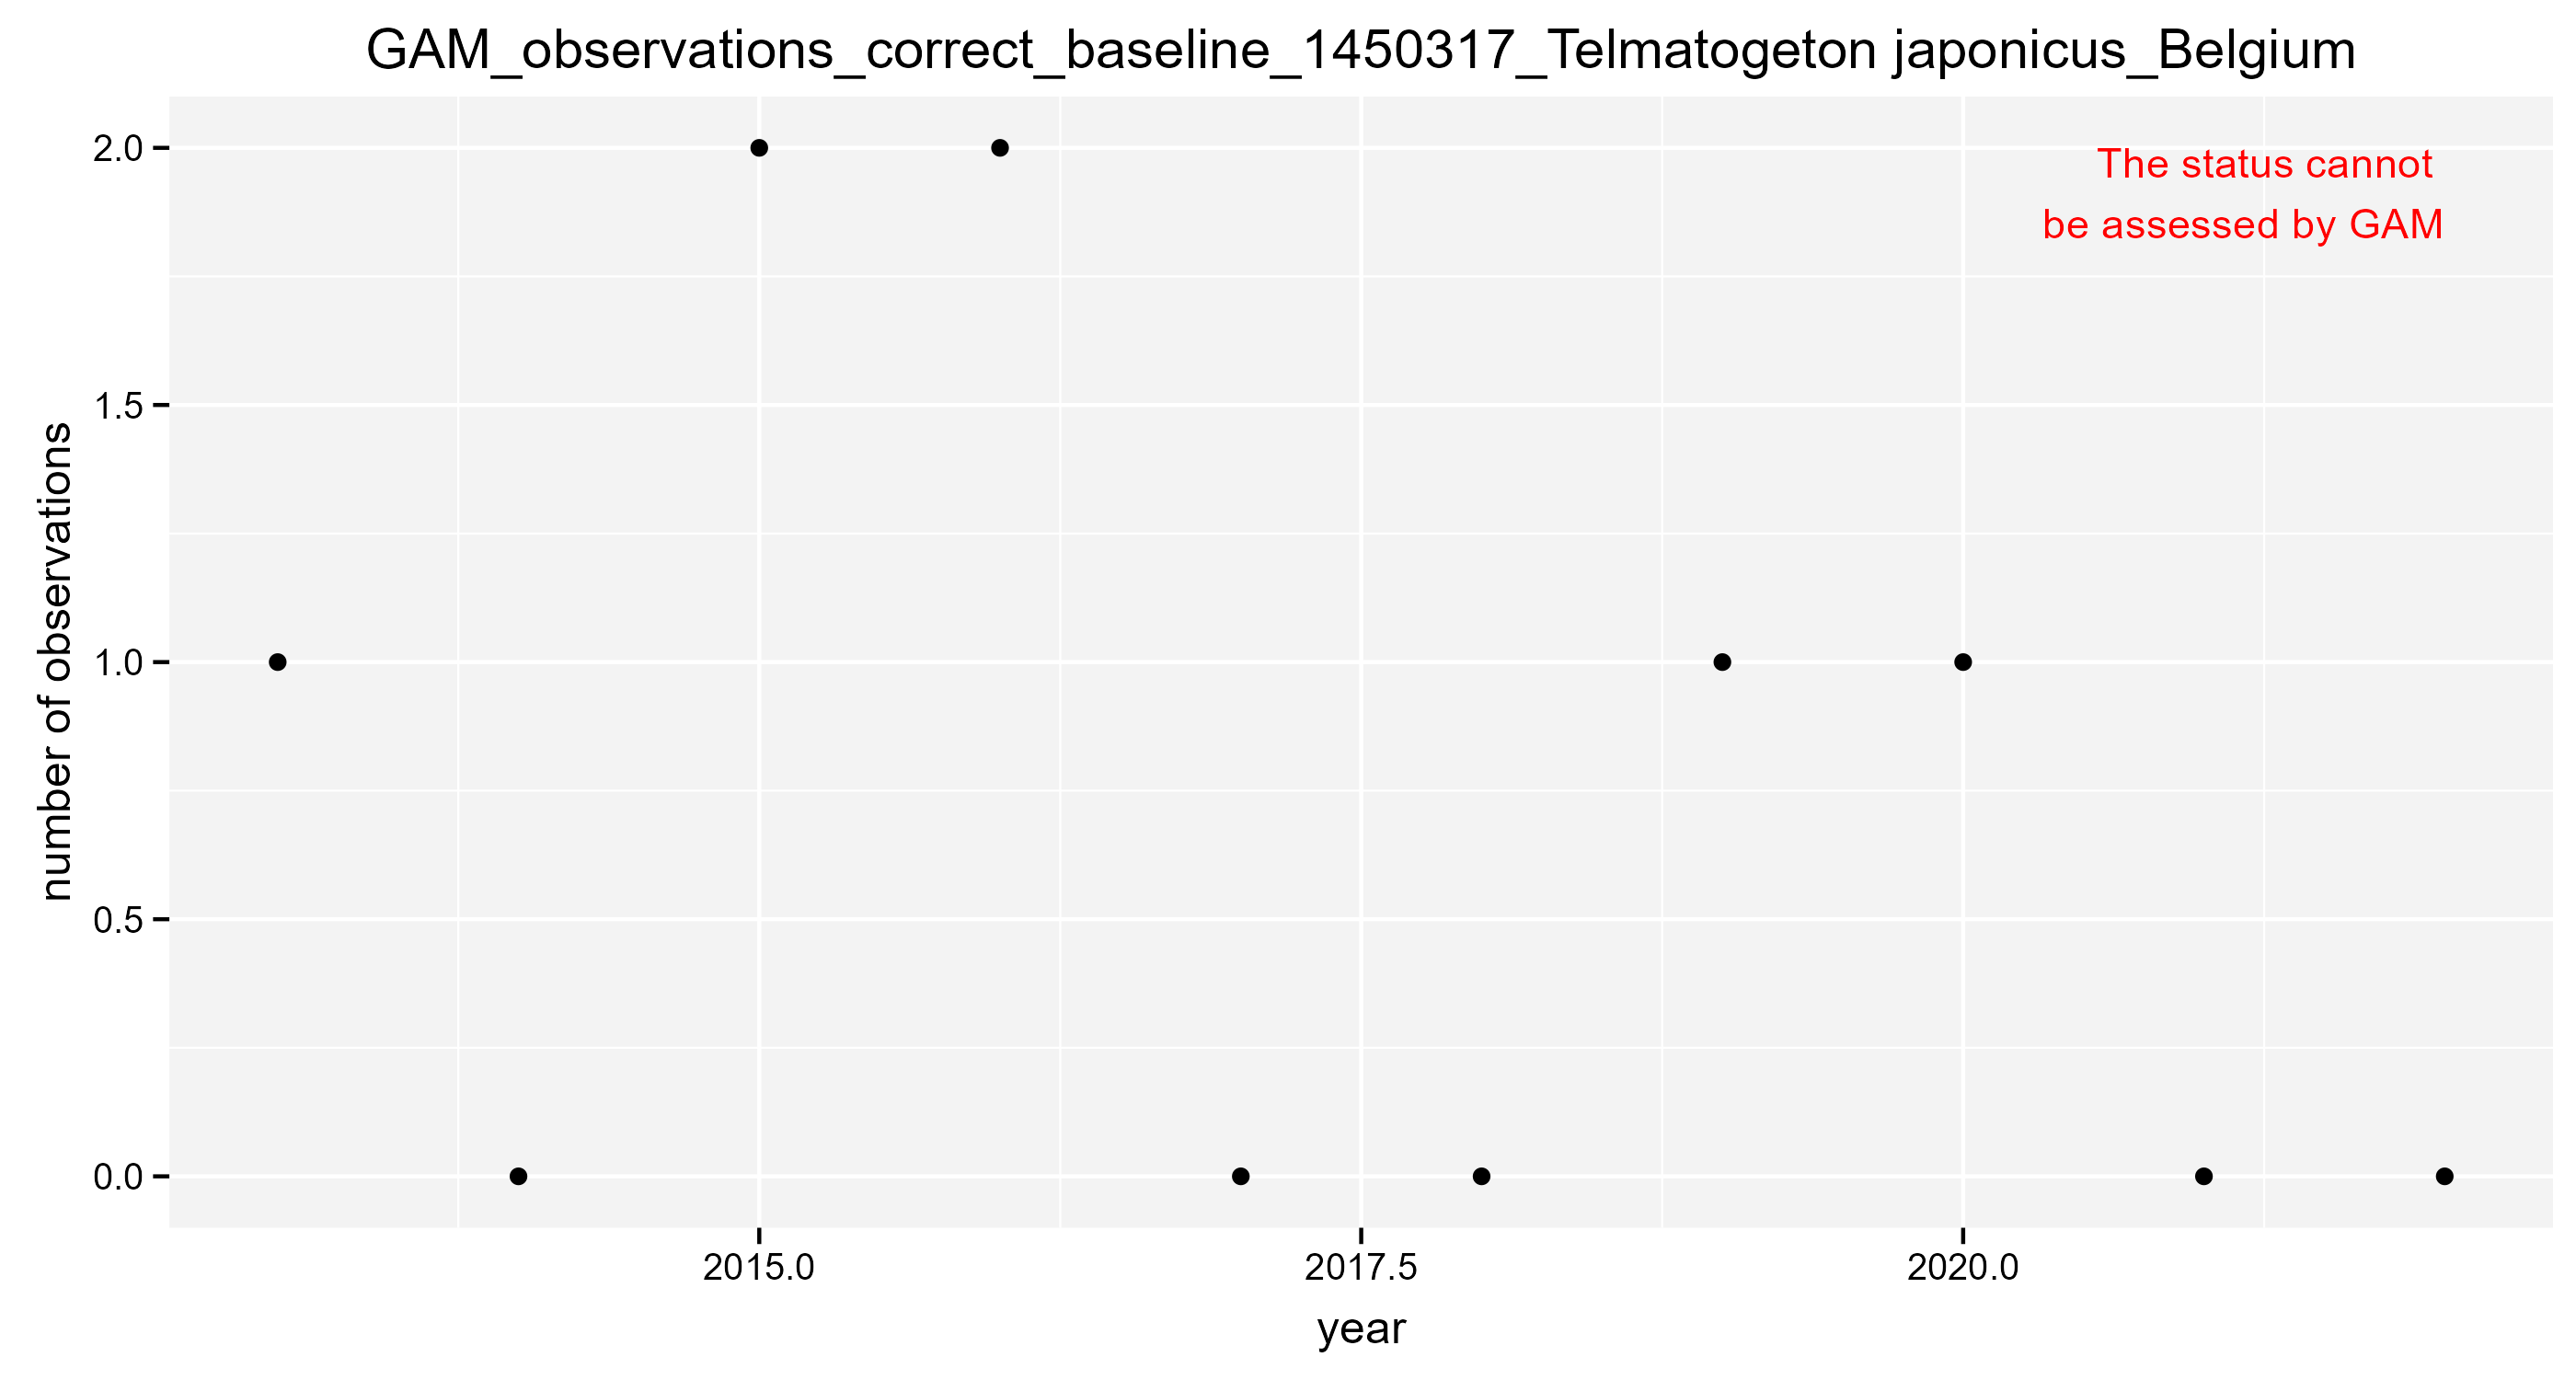 GAM_observations_correct_baseline_1450317_Telmatogeton japonicus_Belgium
The status cannot
be assessed by GAM
number of observations
2.0
1.5
1.0
0.5
0.0
2015.0 2017.5 2020.0
year